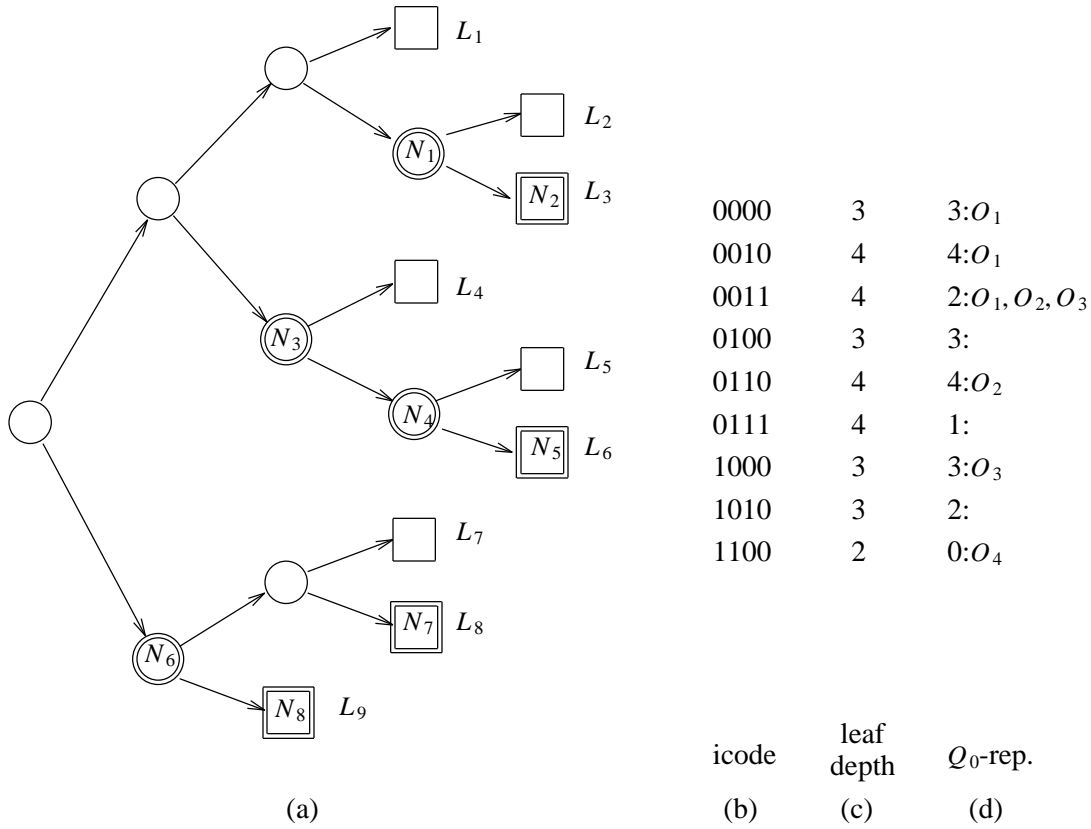 L₁
L₂
N₁
N₂ L₃
L₄
N₃
L₅
N₄
N₅ L₆
L₇
N₇ L₈
N₆
N₈ L₉
0000 3 3:O₁
0010 4 4:O₁
0011 4 2:O₁, O₂, O₃
0100 3 3:
0110 4 4:O₂
0111 4 1:
1000 3 3:O₃
1010 3 2:
1100 2 0:O₄
icode leaf depth Q₀-rep.
(a) (b) (c) (d)